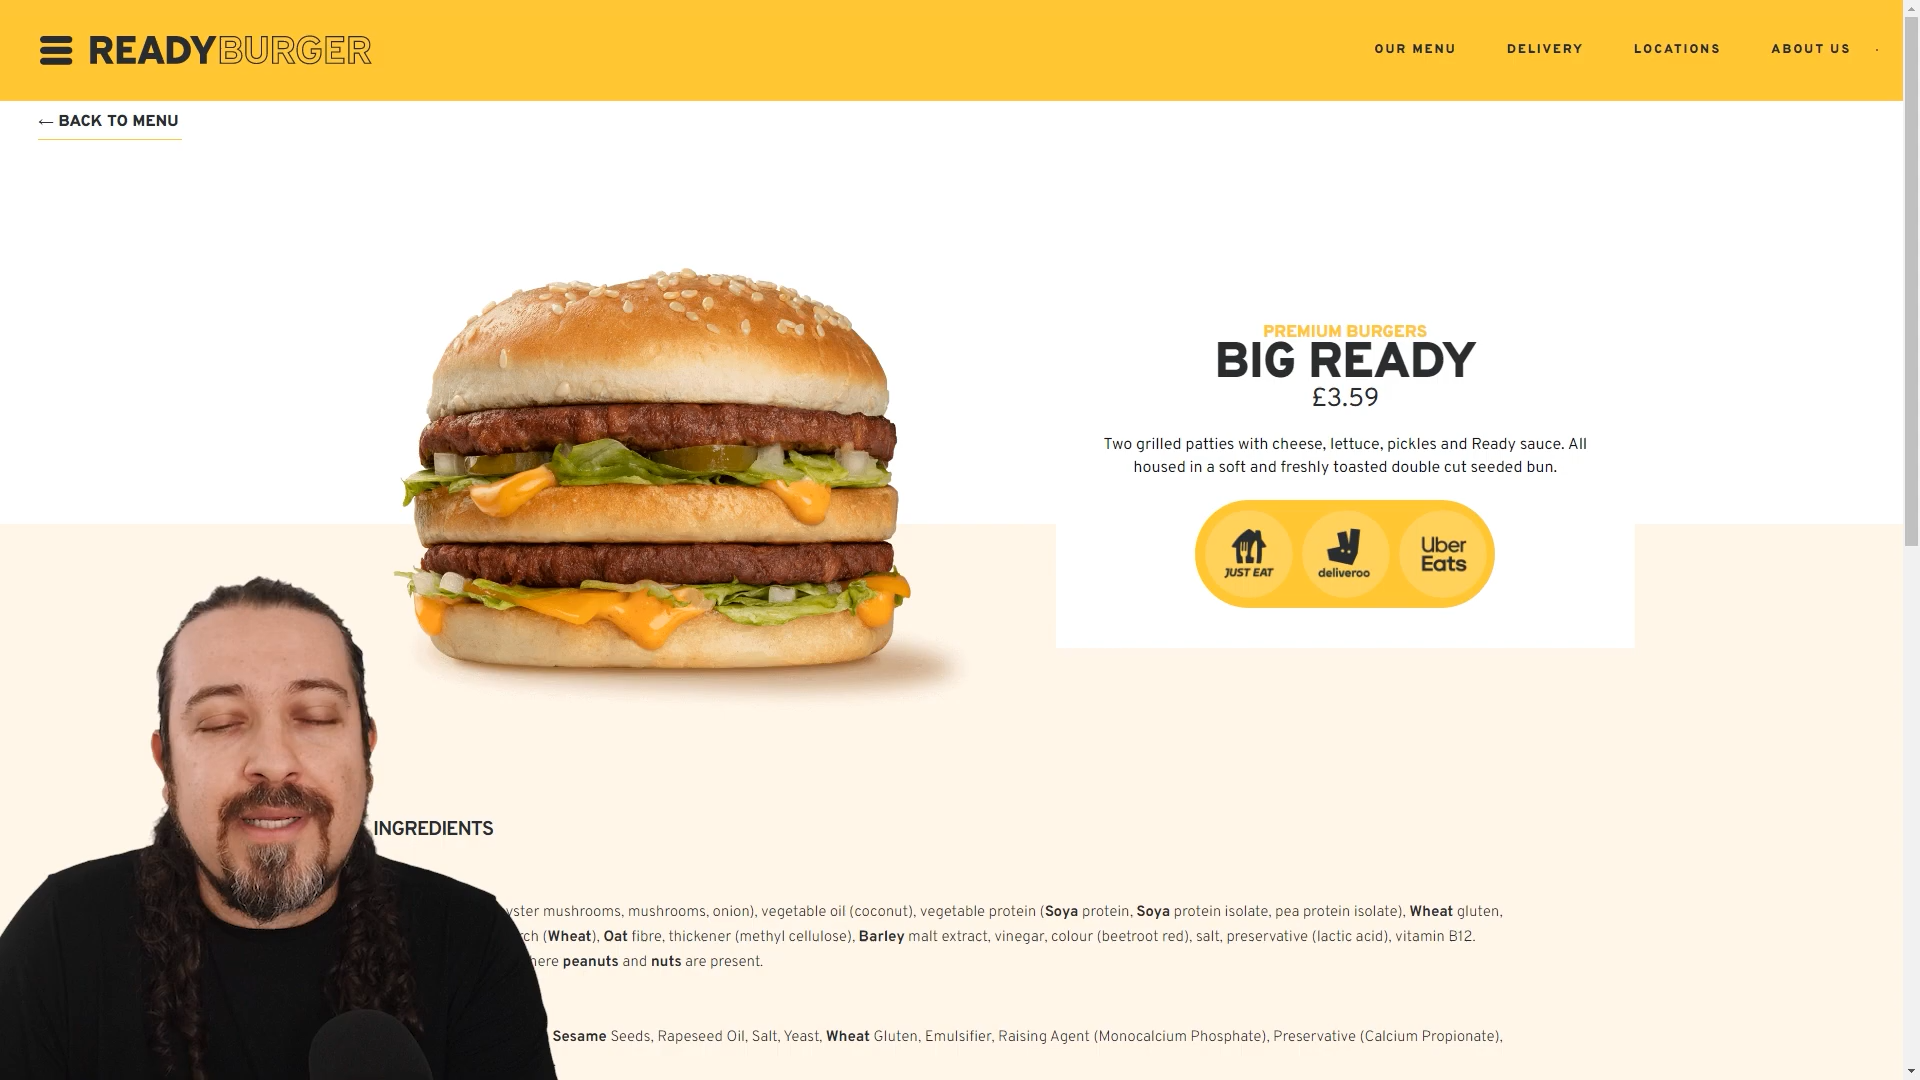 READYBURGER
OUR MENU
DELIVERY
LOCATIONS
ABOUT US
← BACK TO MENU
PREMIUM BURGERS
BIG READY
£3.59
Two grilled patties with cheese, lettuce, pickles and Ready sauce. All
housed in a soft and freshly toasted double cut seeded bun.
JUST EAT
deliveroo
Uber
Eats
INGREDIENTS
mushrooms, mushrooms, onion), vegetable oil (coconut), vegetable protein (Soya protein, Soya protein isolate, pea protein isolate), Wheat gluten,
(Wheat), Oat fibre, thickener (methyl cellulose), Barley malt extract, vinegar, colour (beetroot red), salt, preservative (lactic acid), vitamin B12.
peanuts and nuts are present.
Sesame Seeds, Rapeseed Oil, Salt, Yeast, Wheat Gluten, Emulsifier, Raising Agent (Monocalcium Phosphate), Preservative (Calcium Propionate),